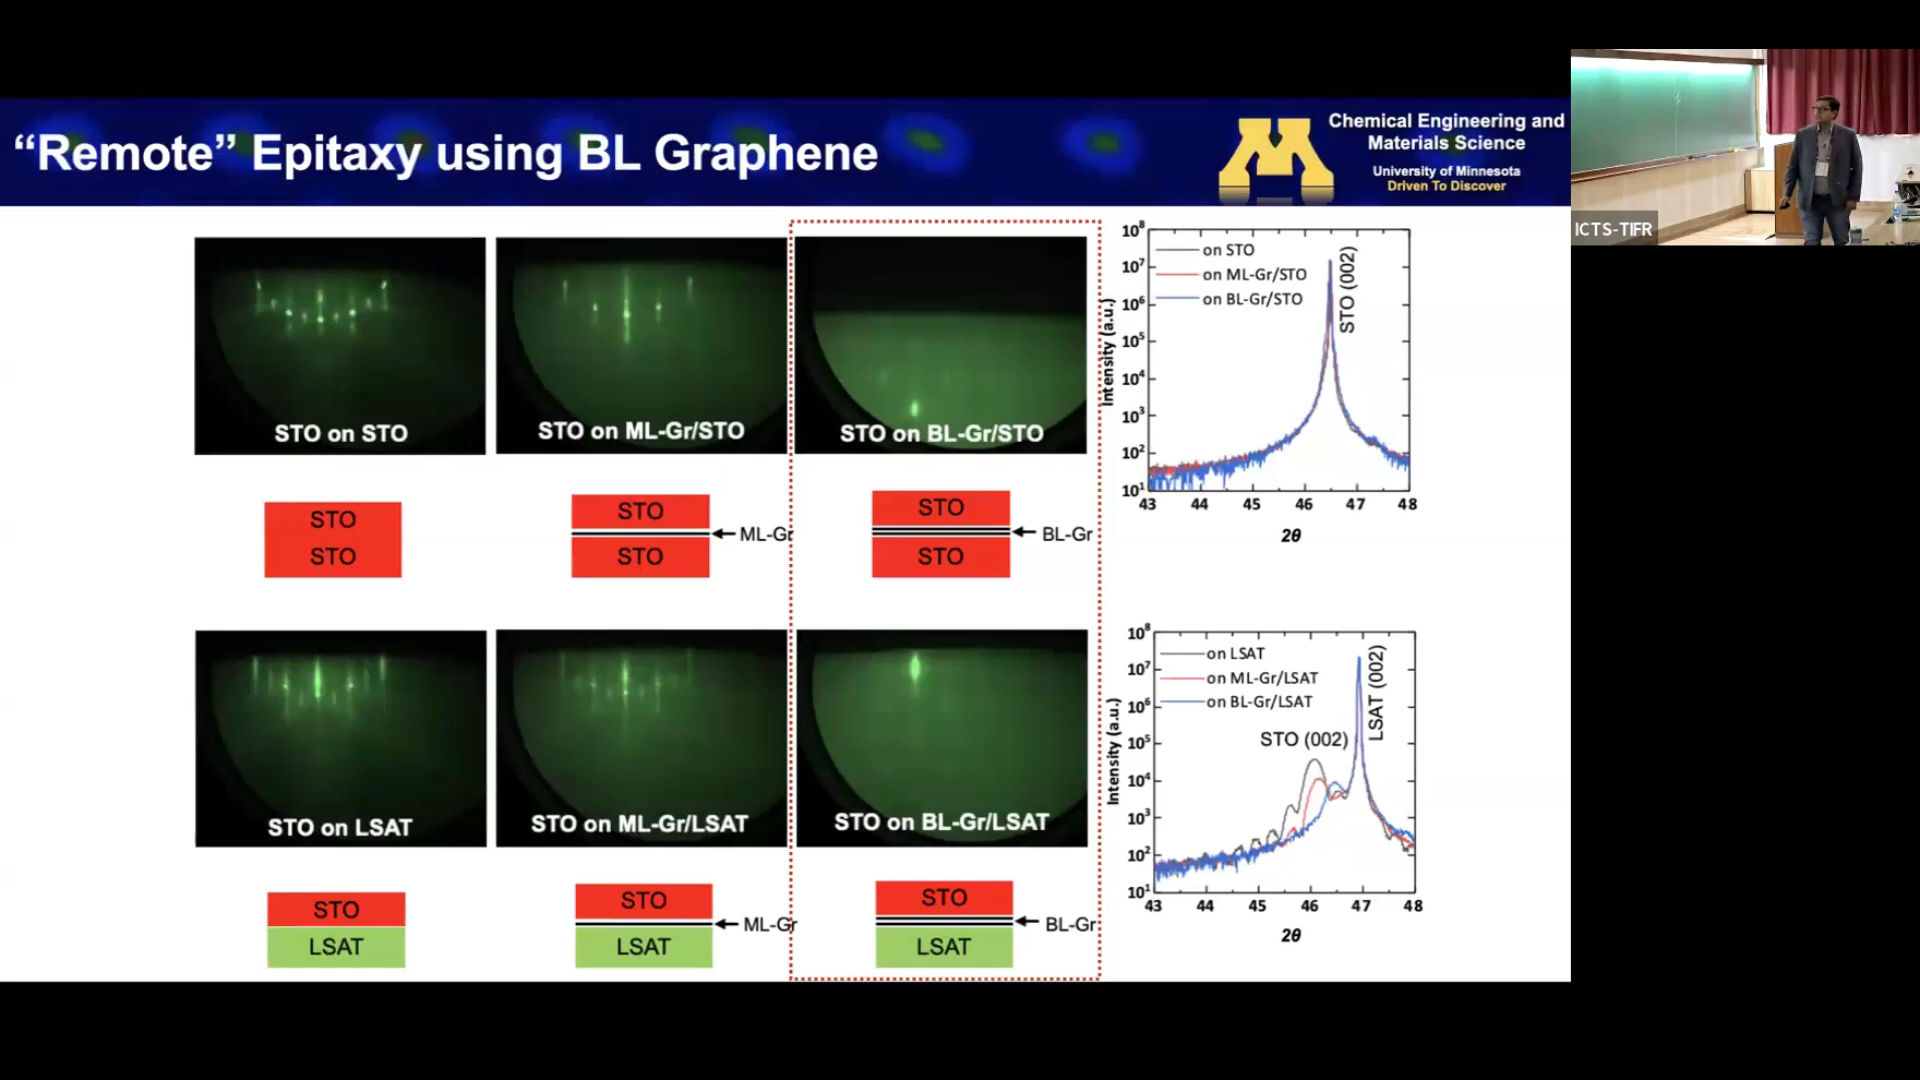 “Remote” Epitaxy using BL Graphene
Chemical Engineering and
Materials Science
University of Minnesota
Driven To Discover
ICTS-TIFR
STO on STO
STO on ML-Gr/STO
STO on BL-Gr/STO
STO
STO
STO
STO
ML-Gr
STO
STO
BL-Gr
10⁸
10⁷
10⁶
10⁵
10⁴
10³
10²
10¹
Intensity (a.u.)
on STO
on ML-Gr/STO
on BL-Gr/STO
STO (002)
43 44 45 46 47 48
2θ
STO on LSAT
STO on ML-Gr/LSAT
STO on BL-Gr/LSAT
STO
LSAT
STO
LSAT
ML-Gr
STO
LSAT
BL-Gr
10⁸
10⁷
10⁶
10⁵
10⁴
10³
10²
10¹
Intensity (a.u.)
on LSAT
on ML-Gr/LSAT
on BL-Gr/LSAT
STO (002)
LSAT (002)
43 44 45 46 47 48
2θ